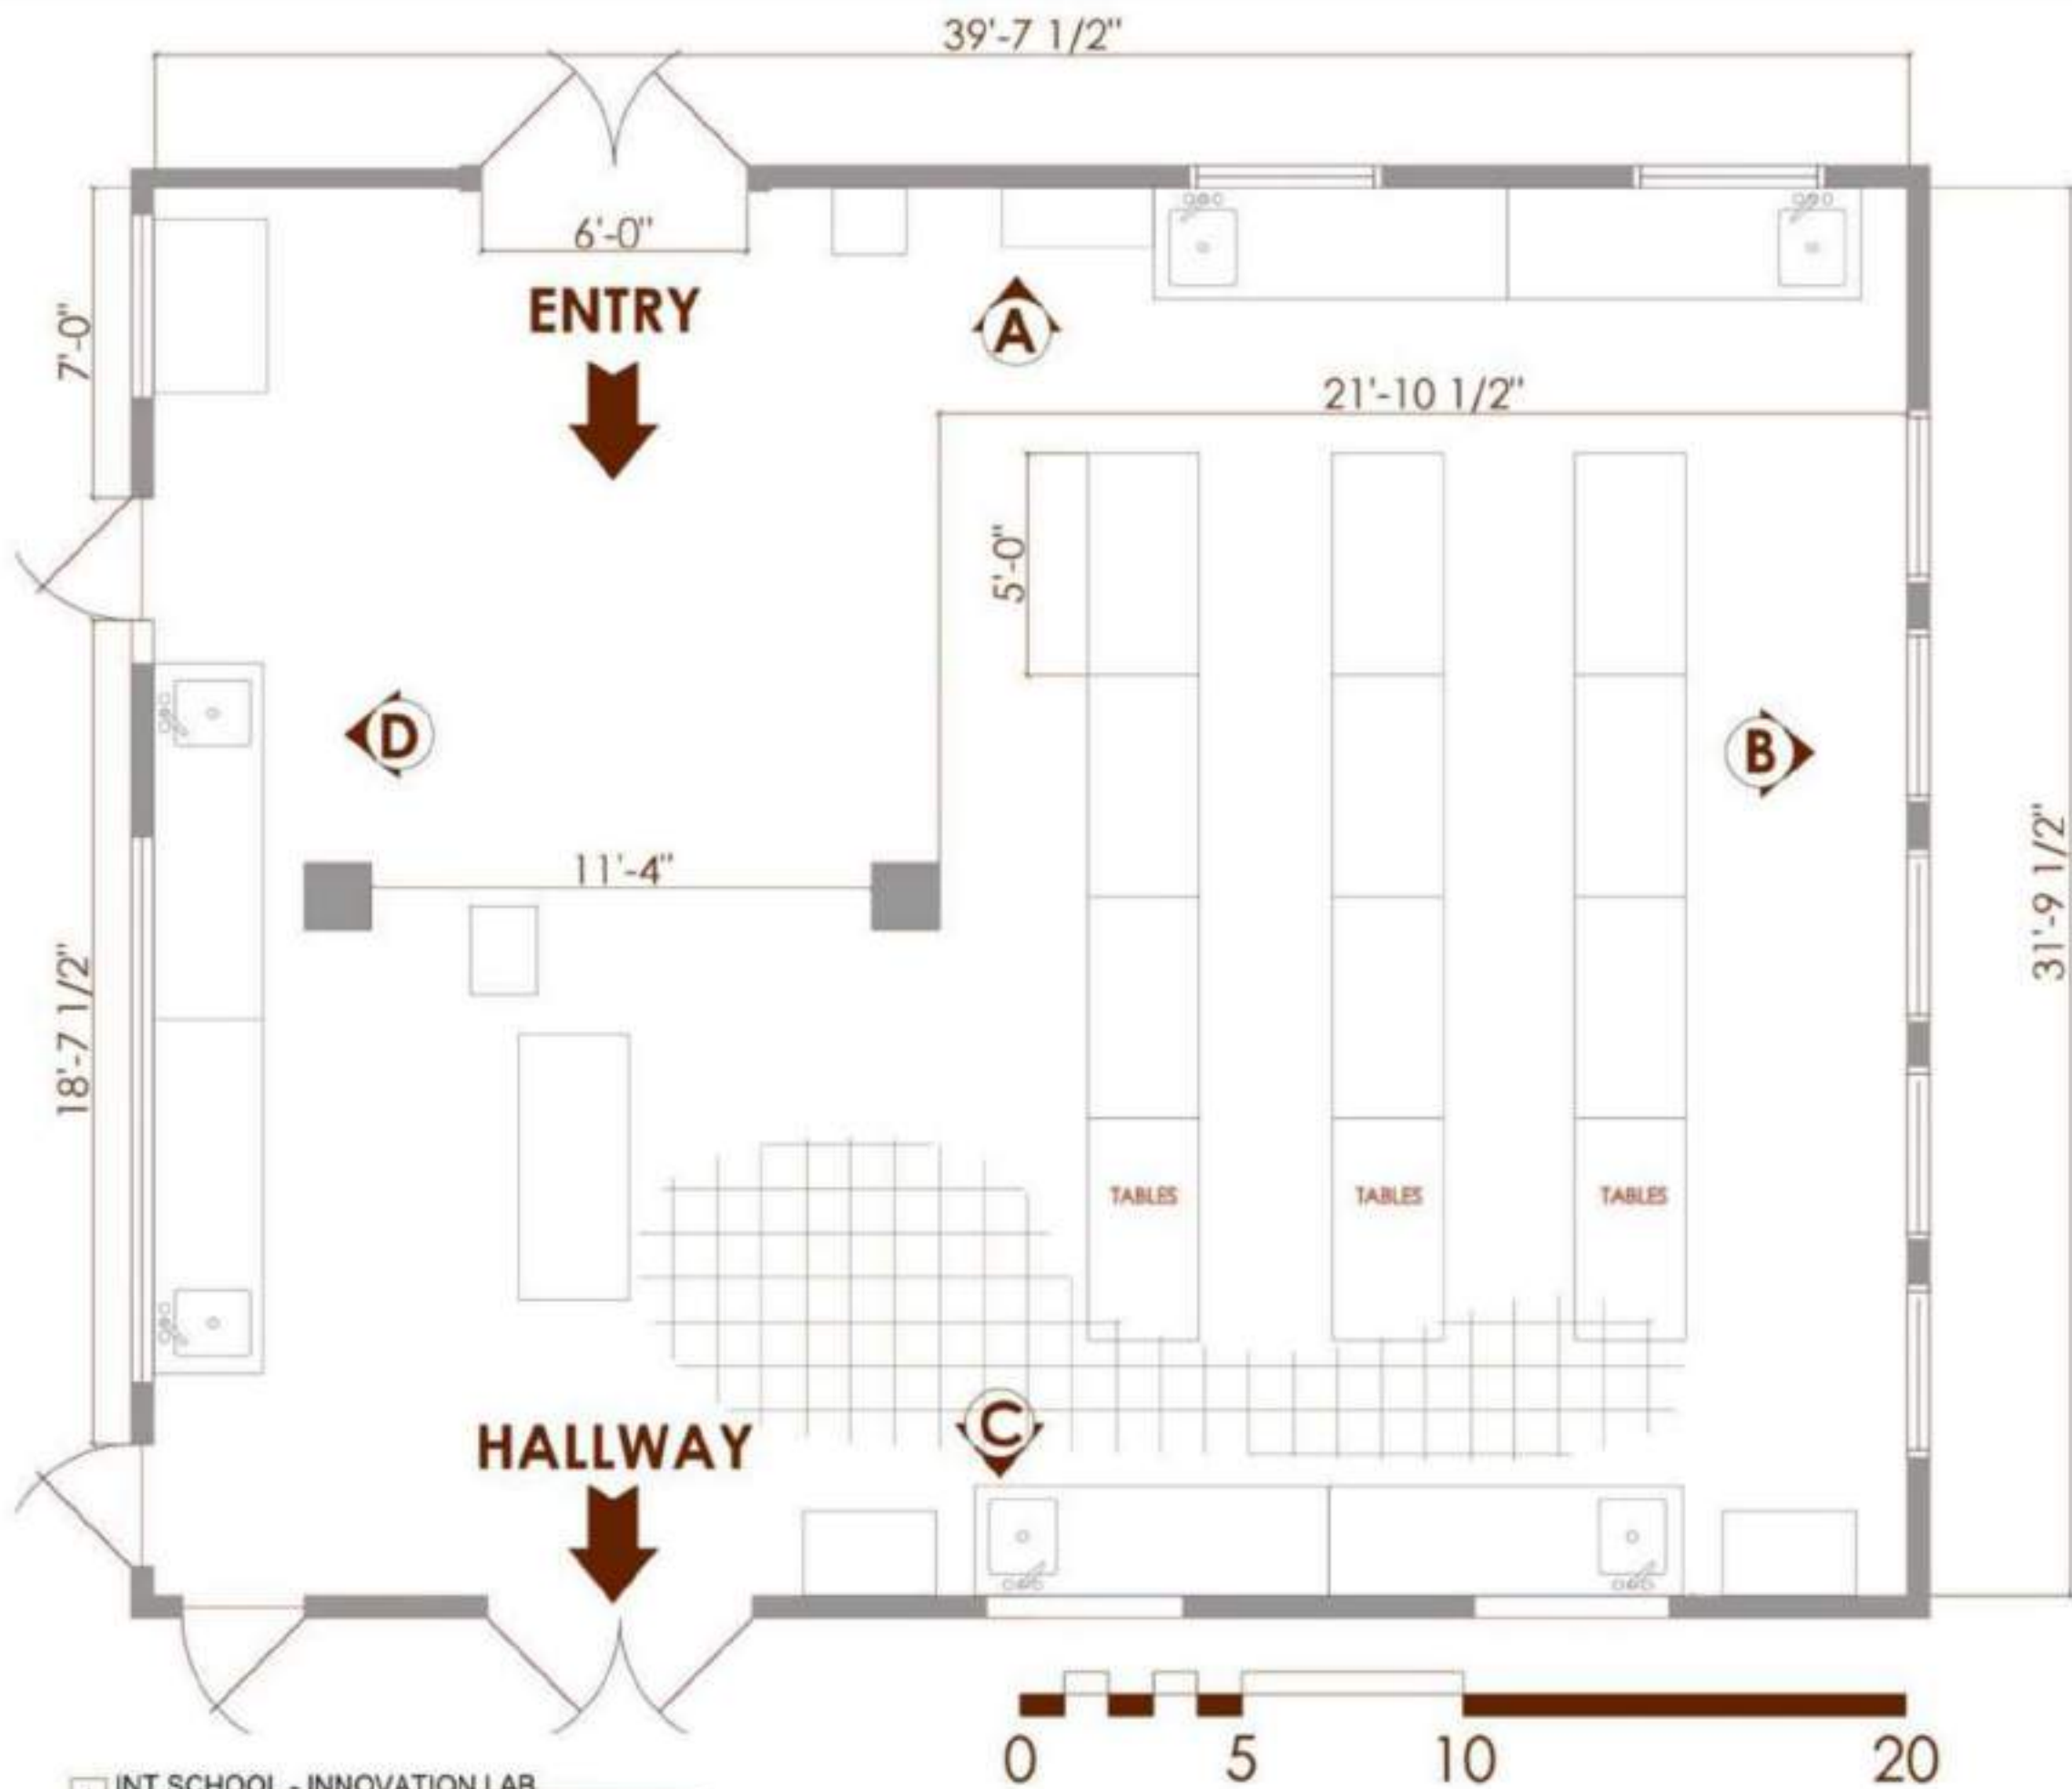 39'-7 1/2"
6'-0"
ENTRY
7'-0"
A
21'-10 1/2"
5'-0"
D
B
11'-4"
31'-9 1/2"
18'-7 1/2"
TABLES TABLES TABLES
C
HALLWAY
0 5 10 20
INT SCHOOL - INNOVATION LAB